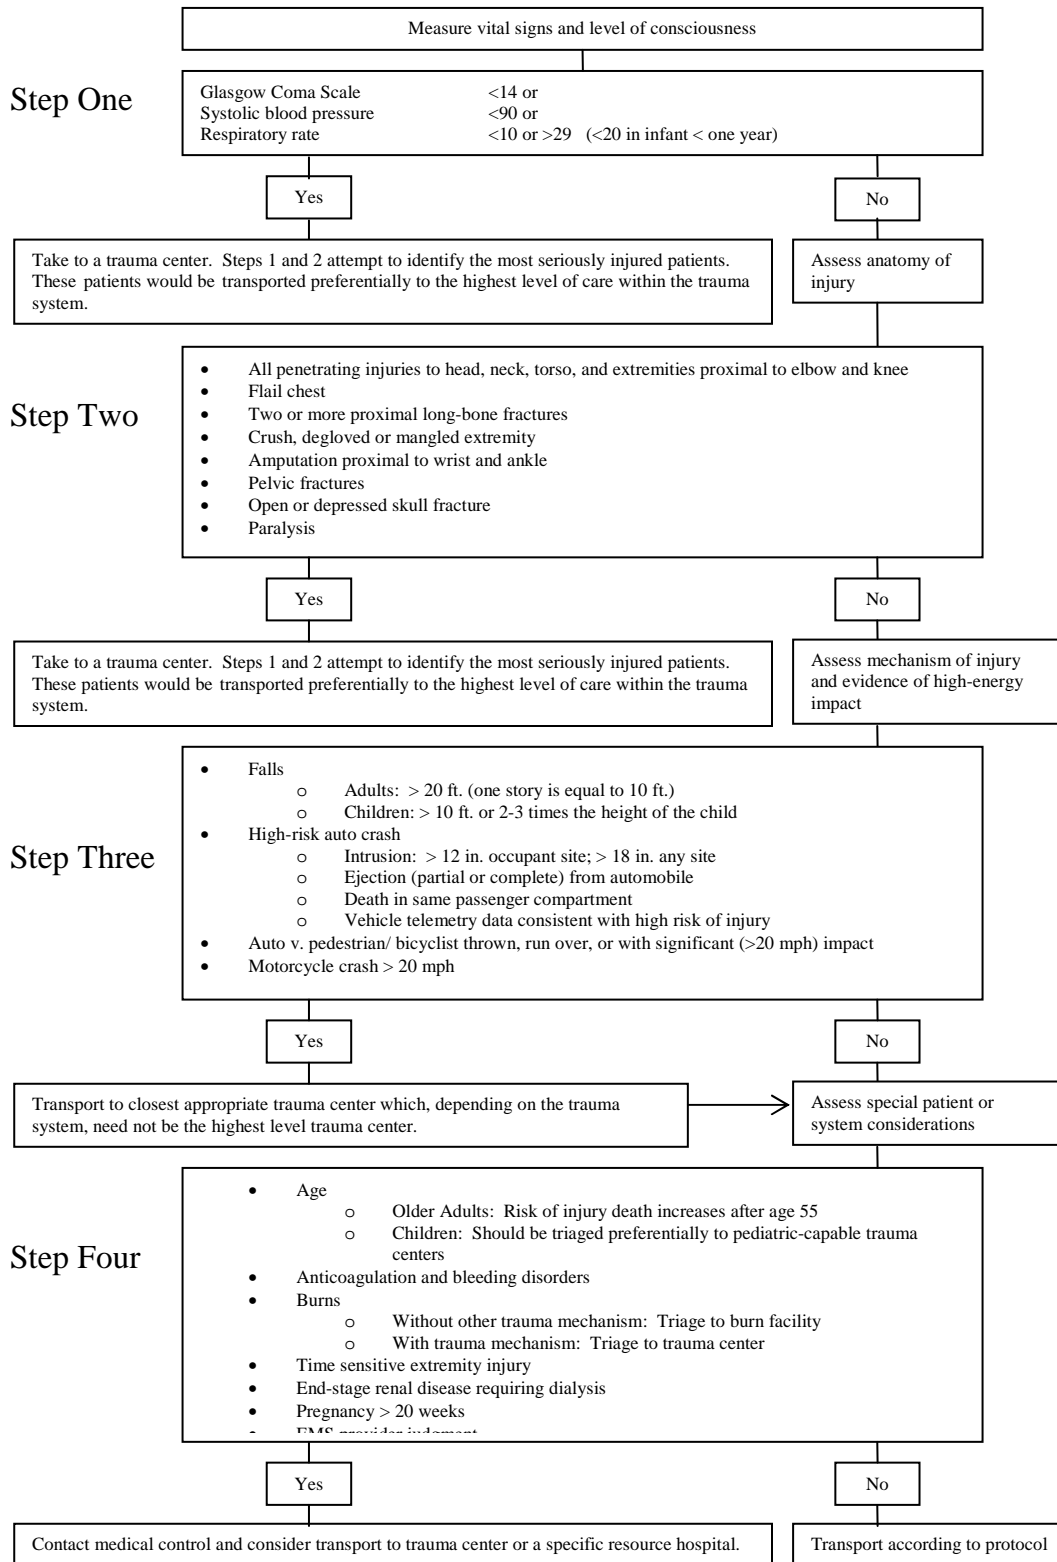 Measure vital signs and level of consciousness
Step One
Glasgow Coma Scale <14 or
Systolic blood pressure <90 or
Respiratory rate <10 or >29 (<20 in infant < one year)
Yes
No
Take to a trauma center. Steps 1 and 2 attempt to identify the most seriously injured patients.
These patients would be transported preferentially to the highest level of care within the trauma
system.
Assess anatomy of
injury
Step Two
• All penetrating injuries to head, neck, torso, and extremities proximal to elbow and knee
• Flail chest
• Two or more proximal long-bone fractures
• Crush, degloved or mangled extremity
• Amputation proximal to wrist and ankle
• Pelvic fractures
• Open or depressed skull fracture
• Paralysis
Yes
No
Take to a trauma center. Steps 1 and 2 attempt to identify the most seriously injured patients.
These patients would be transported preferentially to the highest level of care within the trauma
system.
Assess mechanism of injury
and evidence of high-energy
impact
Step Three
• Falls
o Adults: > 20 ft. (one story is equal to 10 ft.)
o Children: > 10 ft. or 2-3 times the height of the child
• High-risk auto crash
o Intrusion: > 12 in. occupant site; > 18 in. any site
o Ejection (partial or complete) from automobile
o Death in same passenger compartment
o Vehicle telemetry data consistent with high risk of injury
• Auto v. pedestrian/ bicyclist thrown, run over, or with significant (>20 mph) impact
• Motorcycle crash > 20 mph
Yes
No
Transport to closest appropriate trauma center which, depending on the trauma
system, need not be the highest level trauma center.
Assess special patient or
system considerations
Step Four
• Age
o Older Adults: Risk of injury death increases after age 55
o Children: Should be triaged preferentially to pediatric-capable trauma
centers
• Anticoagulation and bleeding disorders
• Burns
o Without other trauma mechanism: Triage to burn facility
o With trauma mechanism: Triage to trauma center
• Time sensitive extremity injury
• End-stage renal disease requiring dialysis
• Pregnancy > 20 weeks
• EMS provider judgment
Yes
No
Contact medical control and consider transport to trauma center or a specific resource hospital.
Transport according to protocol